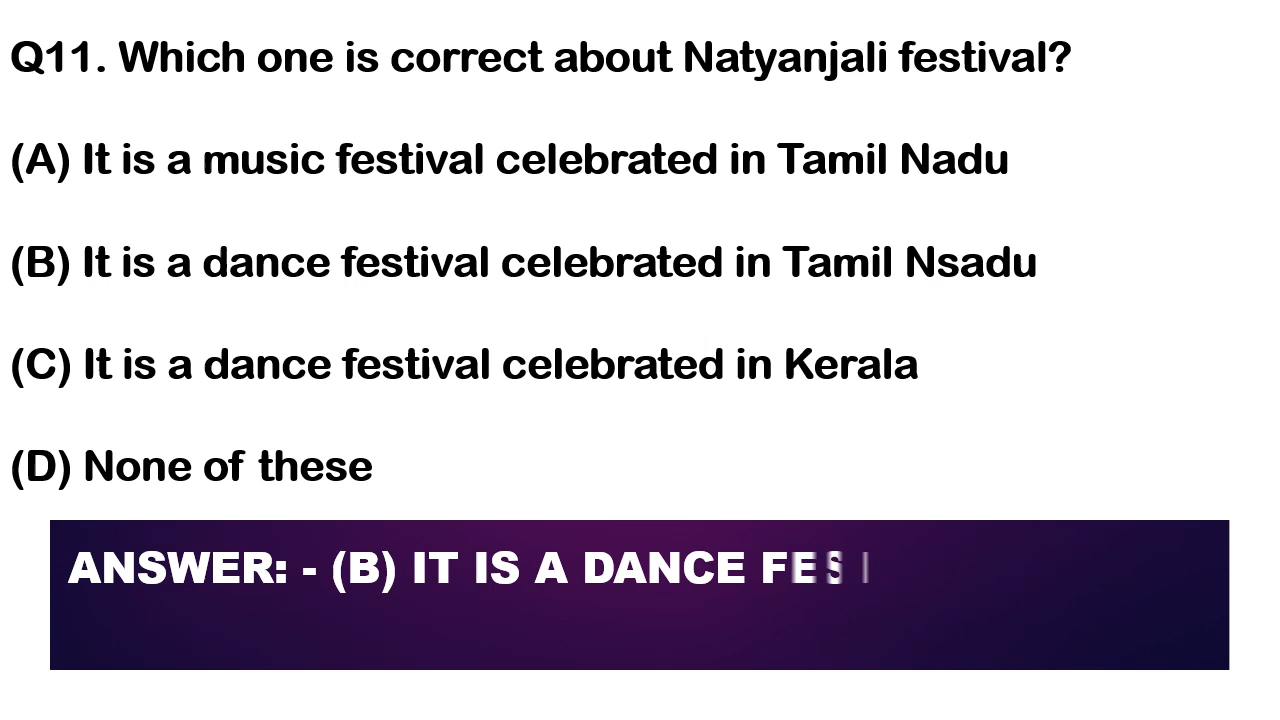 Q11. Which one is correct about Natyanjali festival?
(A) It is a music festival celebrated in Tamil Nadu
(B) It is a dance festival celebrated in Tamil Nsadu
(C) It is a dance festival celebrated in Kerala
(D) None of these
ANSWER: - (B) IT IS A DANCE